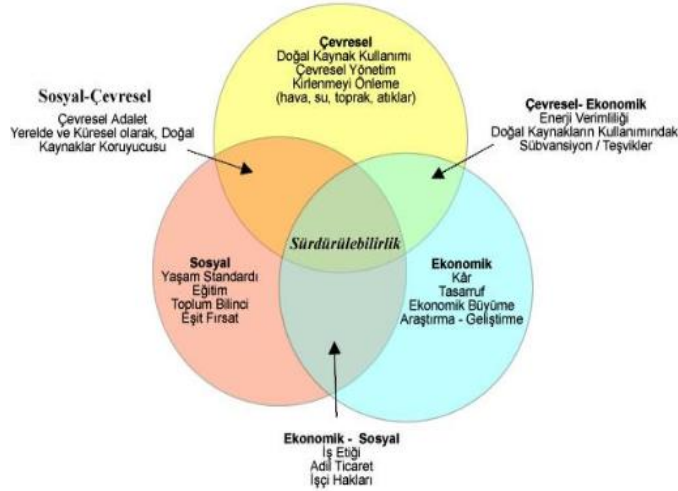 Çevresel
Doğal Kaynak Kullanımı
Çevresel Yönetim
Kirlenmeyi Önleme
(hava, su, toprak, atıklar)
Sosyal-Çevresel
Çevresel Adalet
Yerelde ve Küresel olarak, Doğal
Kaynaklar Koruyucusu
Çevresel- Ekonomik
Enerji Verimliliği
Doğal Kaynakların Kullanımındaki
Sübvansiyon / Teşvikler
Sürdürülebilirlik
Sosyal
Yaşam Standardı
Eğitim
Toplum Bilinci
Eşit Fırsat
Ekonomik
Kâr
Tasarruf
Ekonomik Büyüme
Araştırma - Geliştirme
Ekonomik - Sosyal
İş Etiği
Adil Ticaret
İşçi Hakları